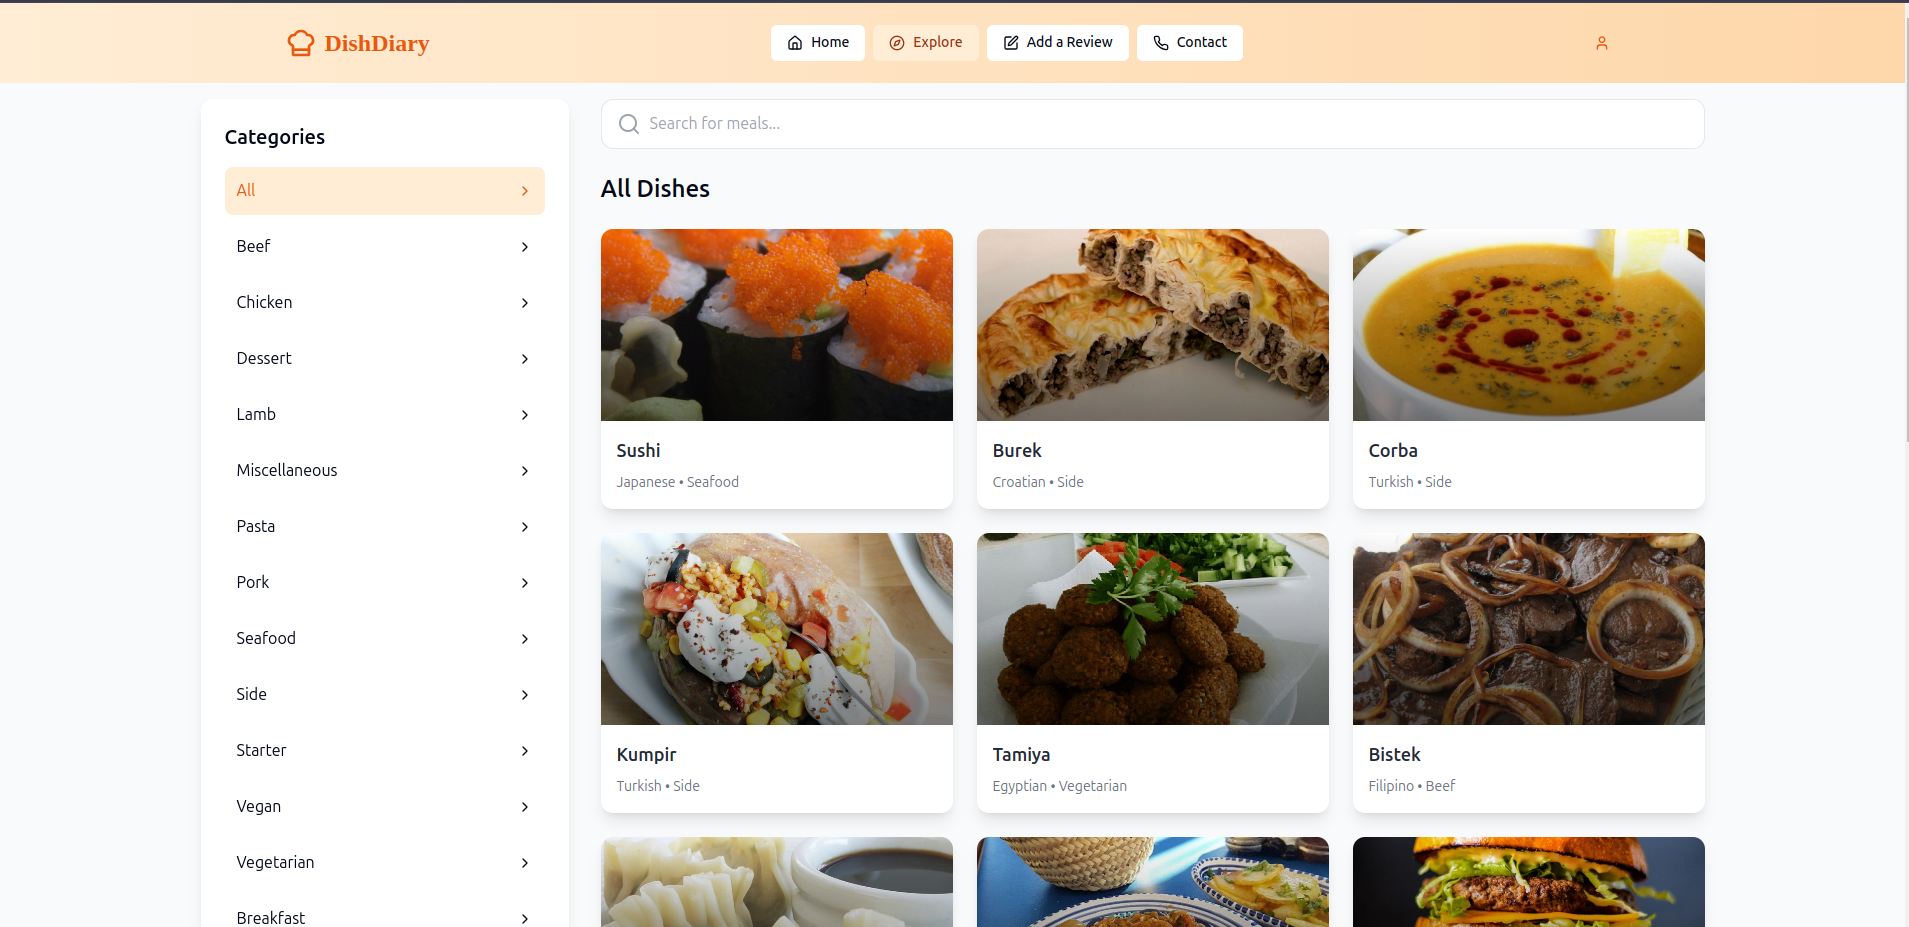 DishDiary
Home
Explore
Add a Review
Contact
Categories
All
Beef
Chicken
Dessert
Lamb
Miscellaneous
Pasta
Pork
Seafood
Side
Starter
Vegan
Vegetarian
Breakfast
Search for meals...
All Dishes
Sushi
Japanese • Seafood
Burek
Croatian • Side
Corba
Turkish • Side
Kumpir
Turkish • Side
Tamiya
Egyptian • Vegetarian
Bistek
Filipino • Beef